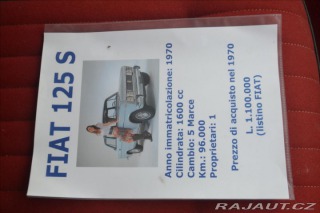 FIAT 125 S
Anno immatricolazione: 1970
Cilindrata: 1600 cc
Cambio: 5 Marce
Km.: 96.000
Proprietari: 1
Prezzo di acquisto nel 1970
L. 1.100.000
(listino FIAT)
RAJAUT.CZ